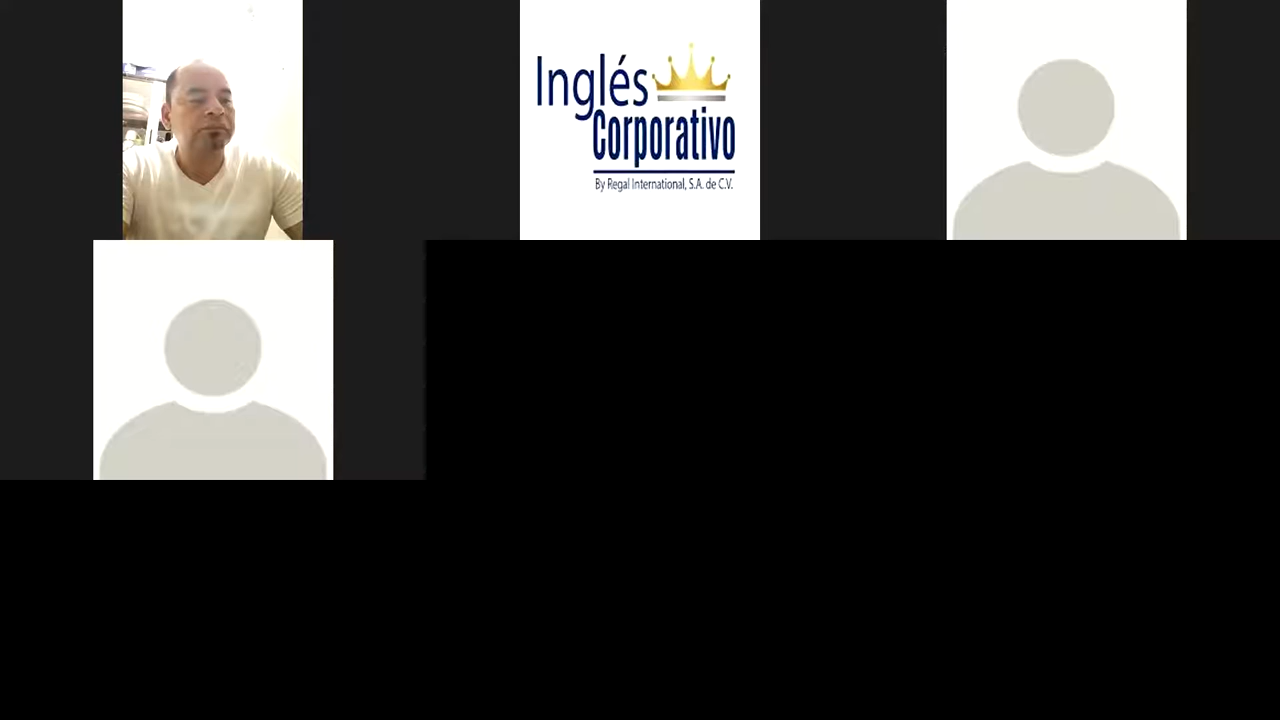 Inglés
Corporativo
By Regal International, S.A. de C.V.